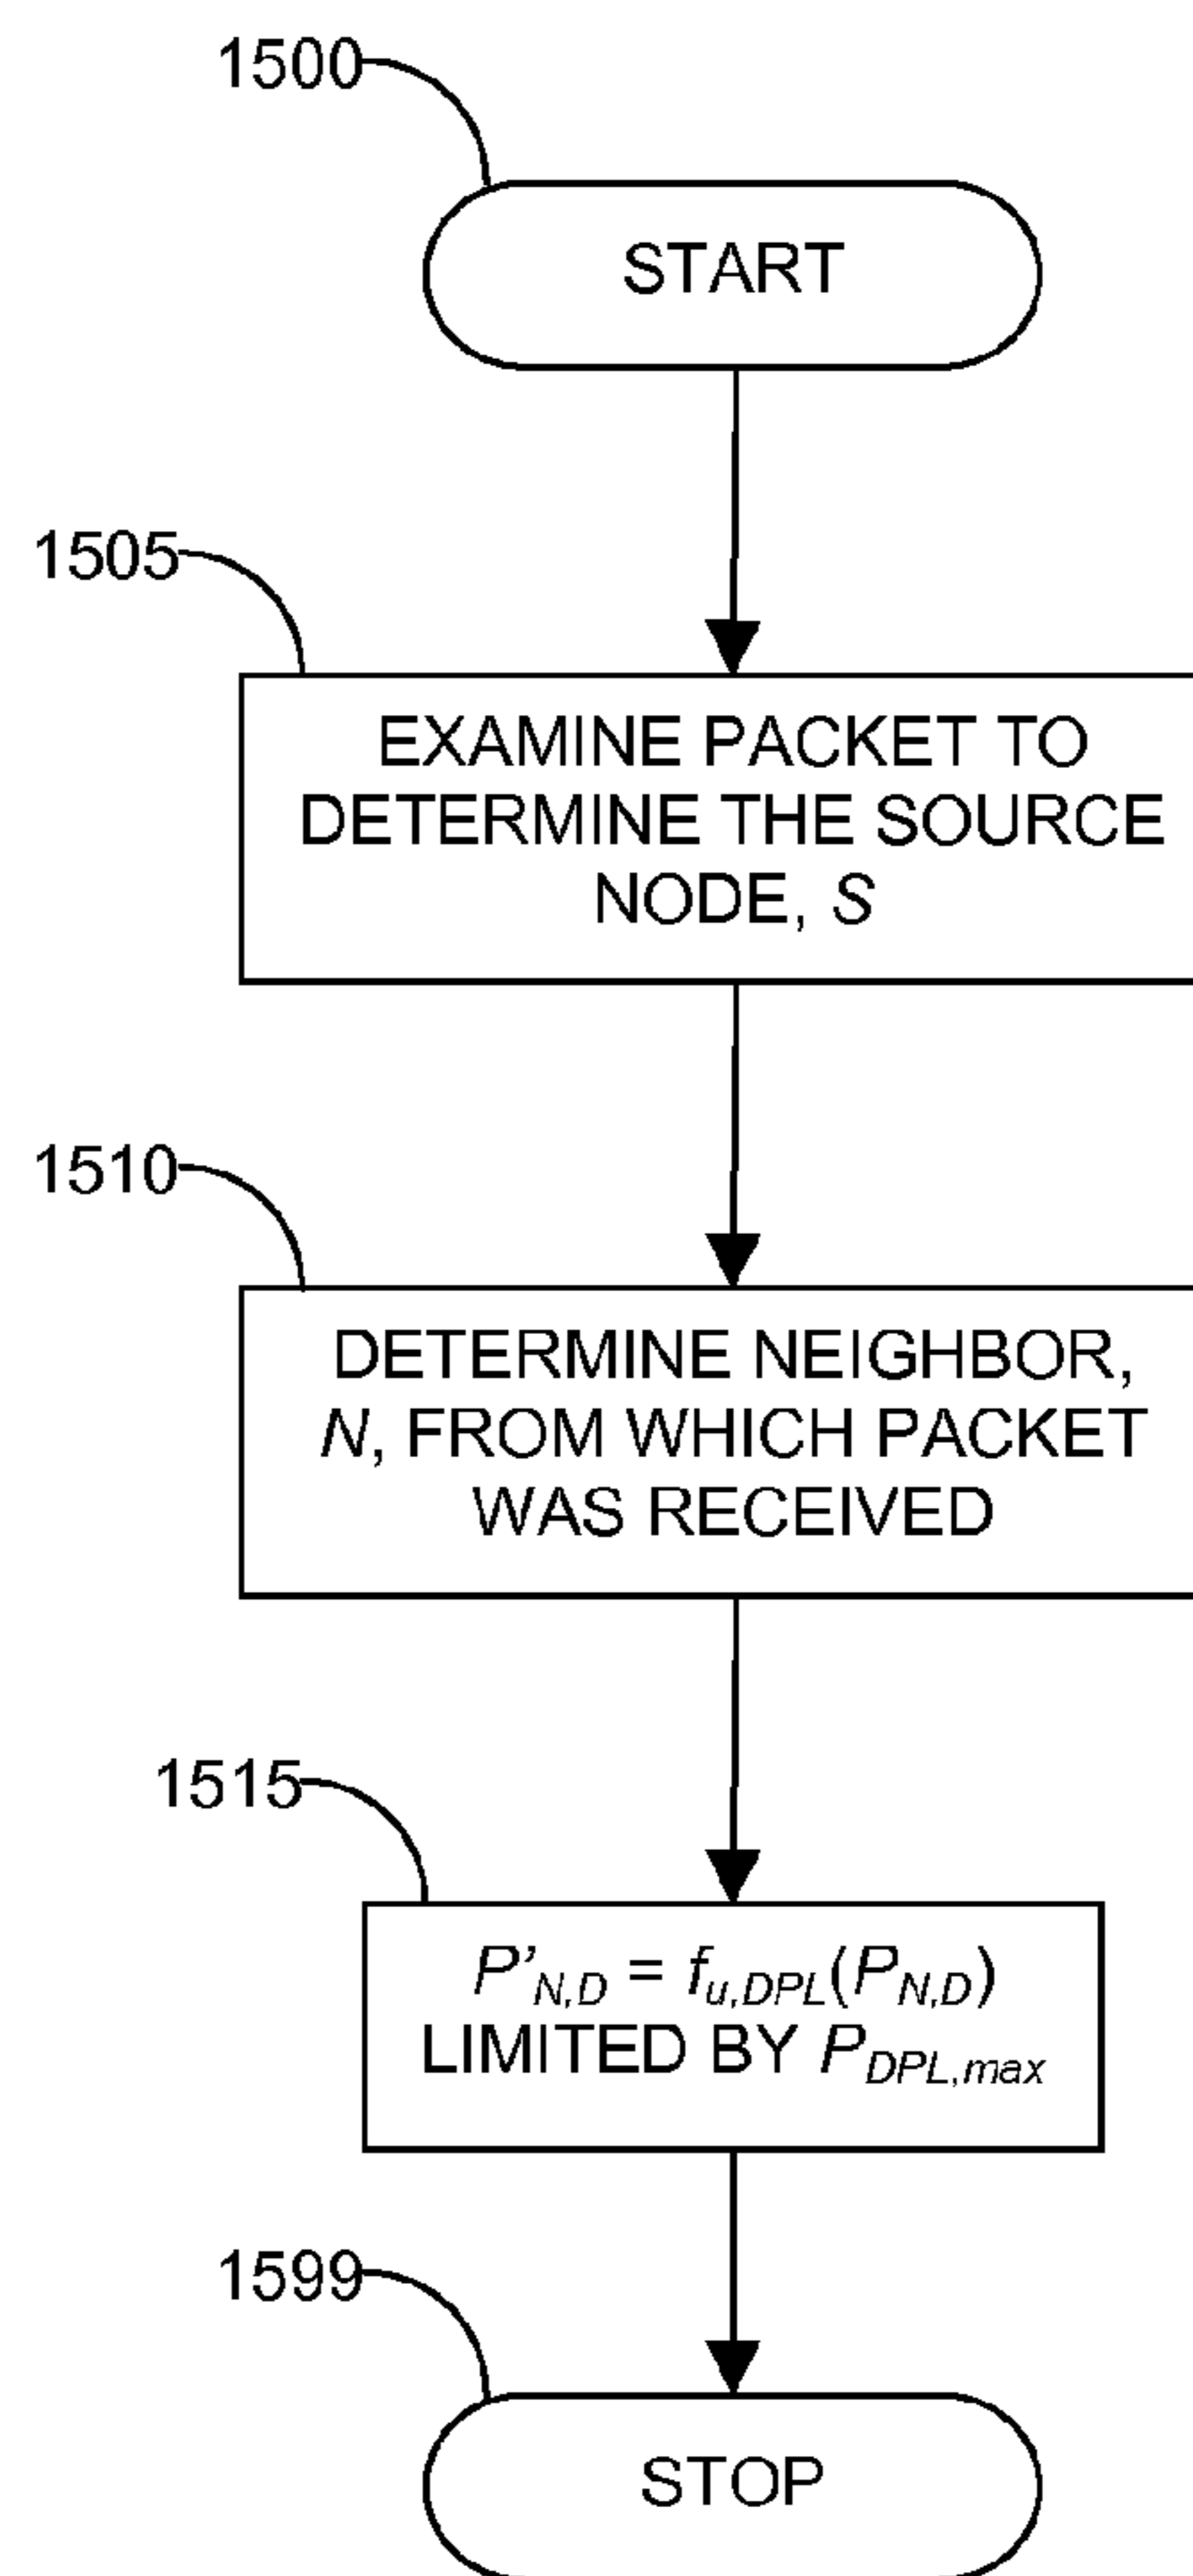 1500
START
1505
EXAMINE PACKET TO
DETERMINE THE SOURCE
NODE, S
1510
DETERMINE NEIGHBOR,
N, FROM WHICH PACKET
WAS RECEIVED
1515
P'N,D = fu,DPL(PN,D)
LIMITED BY PDPL,max
1599
STOP